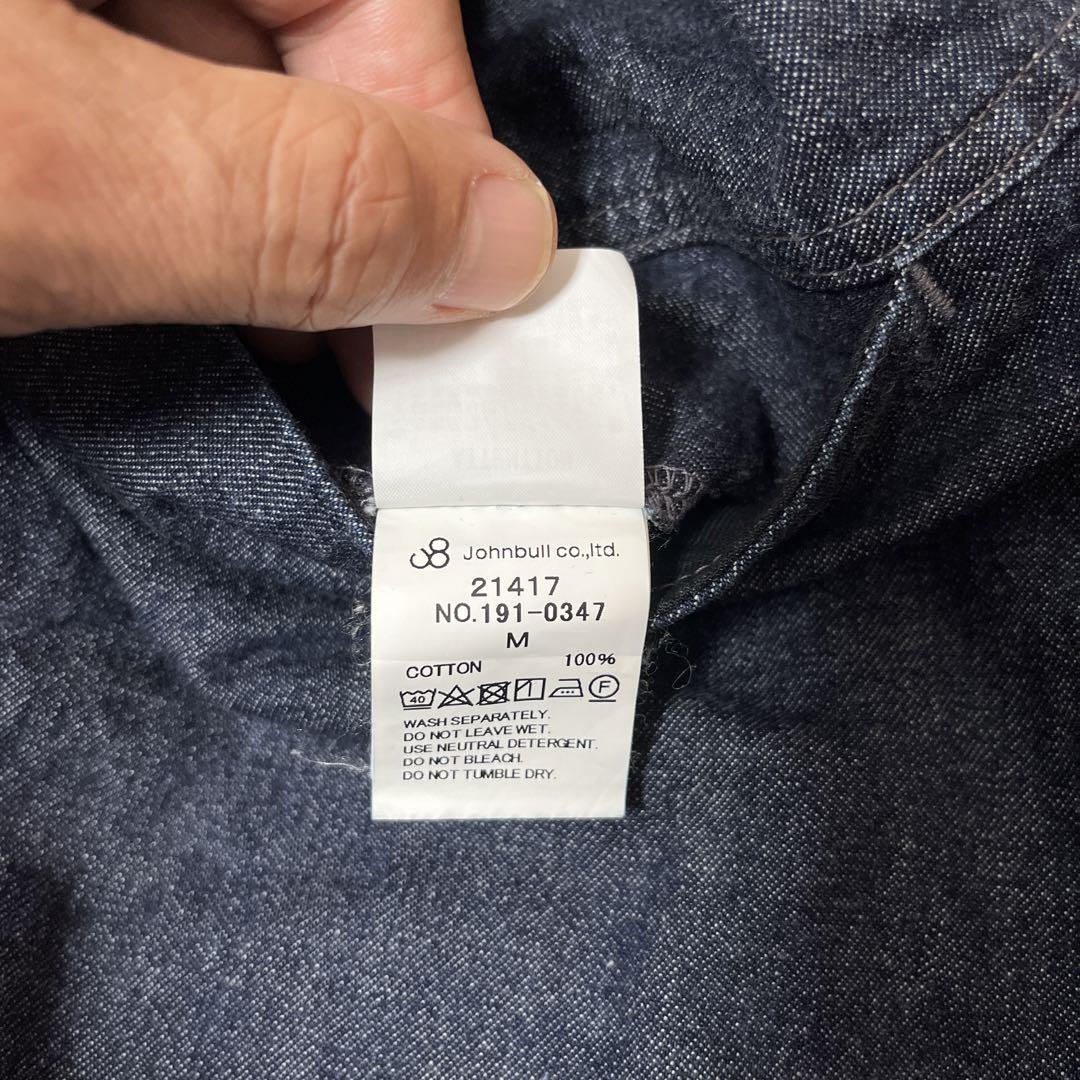 Johnbull co.,ltd.
21417
NO.191-0347
M
COTTON 100%
40 F
WASH SEPARATELY.
DO NOT LEAVE WET.
USE NEUTRAL DETERGENT.
DO NOT BLEACH.
DO NOT TUMBLE DRY.